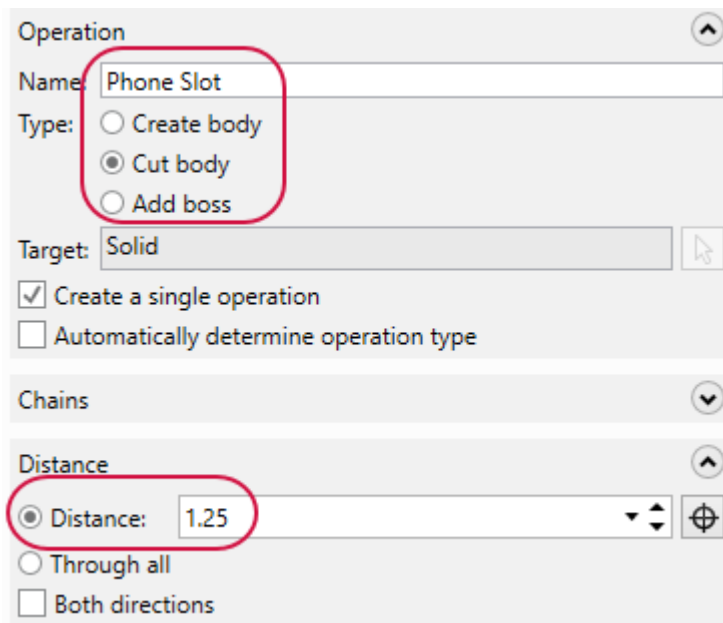 Operation
Name: Phone Slot
Type: Create body
Cut body
Add boss
Target: Solid
Create a single operation
Automatically determine operation type
Chains
Distance
Distance: 1.25
Through all
Both directions